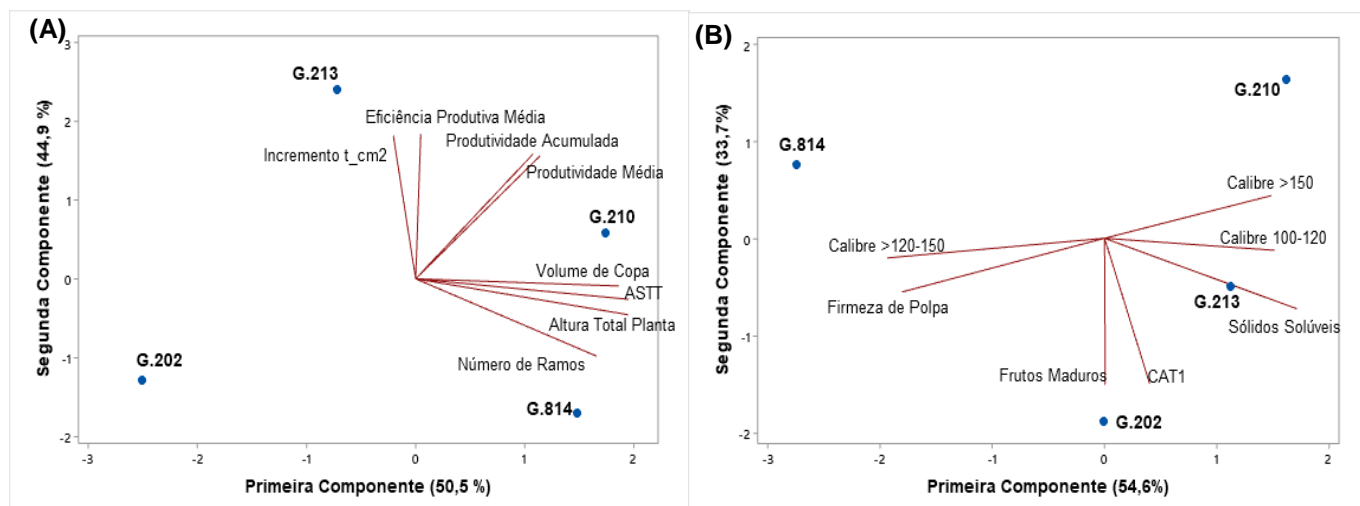 (A)
3
2
1
0
-1
-2
-3
-2
-1
0
1
2
Segunda Componente (44,9 %)
Primeira Componente (50,5 %)
G.213
Eficiência Produtiva Média
Produtividade Acumulada
Incremento t_cm2
Produtividade Média
G.210
Volume de Copa
ASTT
Altura Total Planta
Número de Ramos
G.202
G.814
(B)
2
1
0
-1
-2
-3
-2
-1
0
1
2
Segunda Componente (33,7%)
Primeira Componente (54,6%)
G.210
G.814
Calibre >150
Calibre >120-150
Calibre 100-120
Firmeza de Polpa
G.213
Sólidos Solúveis
Frutos Maduros
CAT1
G.202